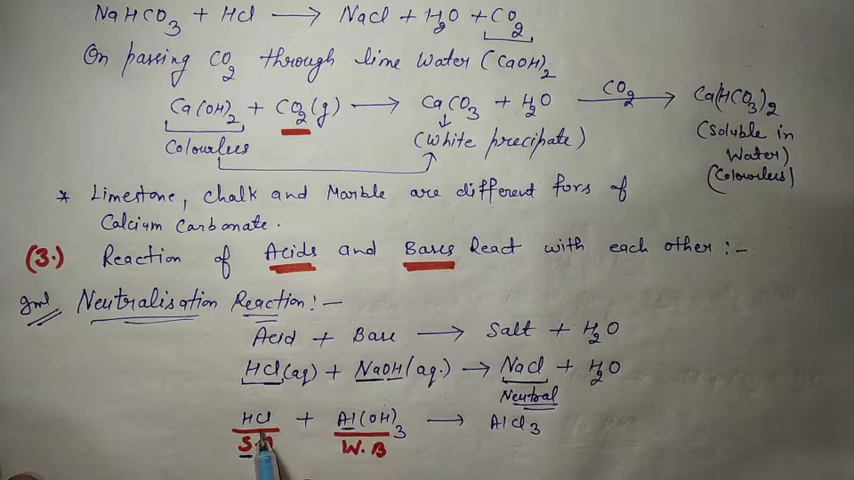 NaHCO3 + HCl → NaCl + H2O + CO2
On passing CO2 through lime Water (CaOH)2
Ca(OH)2 + CO2(g) → CaCO3 + H2O CO2 → Ca(HCO3)2
Colourless (White precipate) (Soluble in Water) (Colourless)
* Limestone, chalk and Marble are different fors of
Calcium Carbonate.
(3.) Reaction of Acids and Bases React with each other :-
Neutralisation Reaction :-
Acid + Base → Salt + H2O
HCl(aq) + NaOH(aq.) → NaCl + H2O
Neutral
HCl + Al(OH)3 → AlCl3
W.B